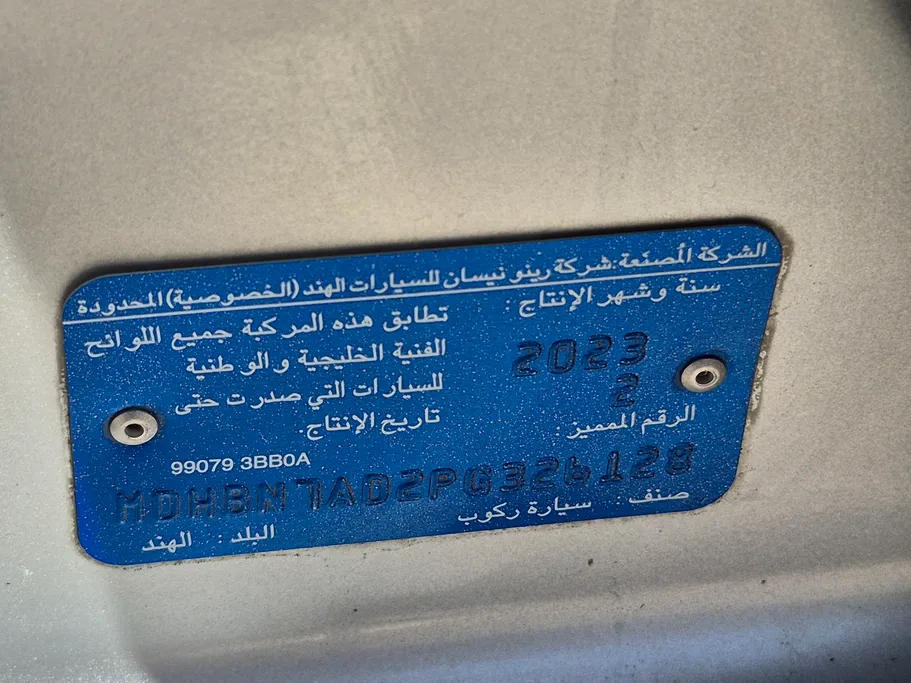 الشركة المصنعة: شركة رينو نيسان للسيارات الهند (الخصوصية) المحدودة
سنة وشهر الإنتاج:
2023
2
الرقم المميز:
تطابق هذه المركبة جميع اللوائح
الفنية الخليجية والوطنية
للسيارات التي صدرت حتى
تاريخ الإنتاج.
99079 3BB0A
MDHBN7AD2PG326128
صنف: سيارة ركوب
البلد: الهند